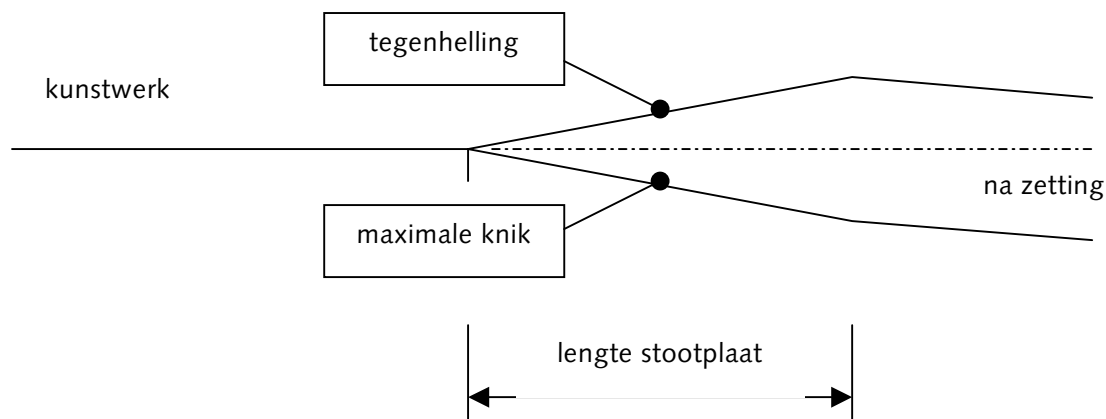 tegenhelling
kunstwerk
na zetting
maximale knik
lengte stootplaat